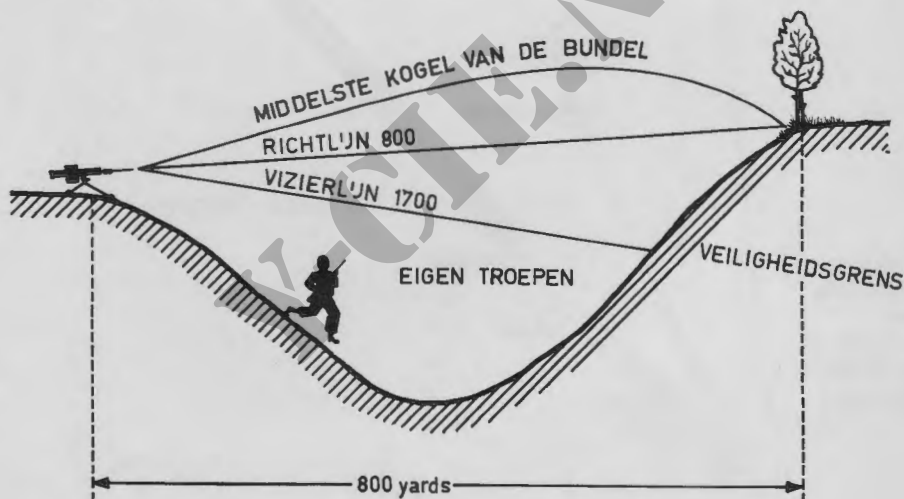 MIDDELSTE KOGEL VAN DE BUNDEL
RICHTLIJN 800
VIZIERLIJN 1700
EIGEN TROEPEN
VEILIGHEIDSGRENS
800 yards